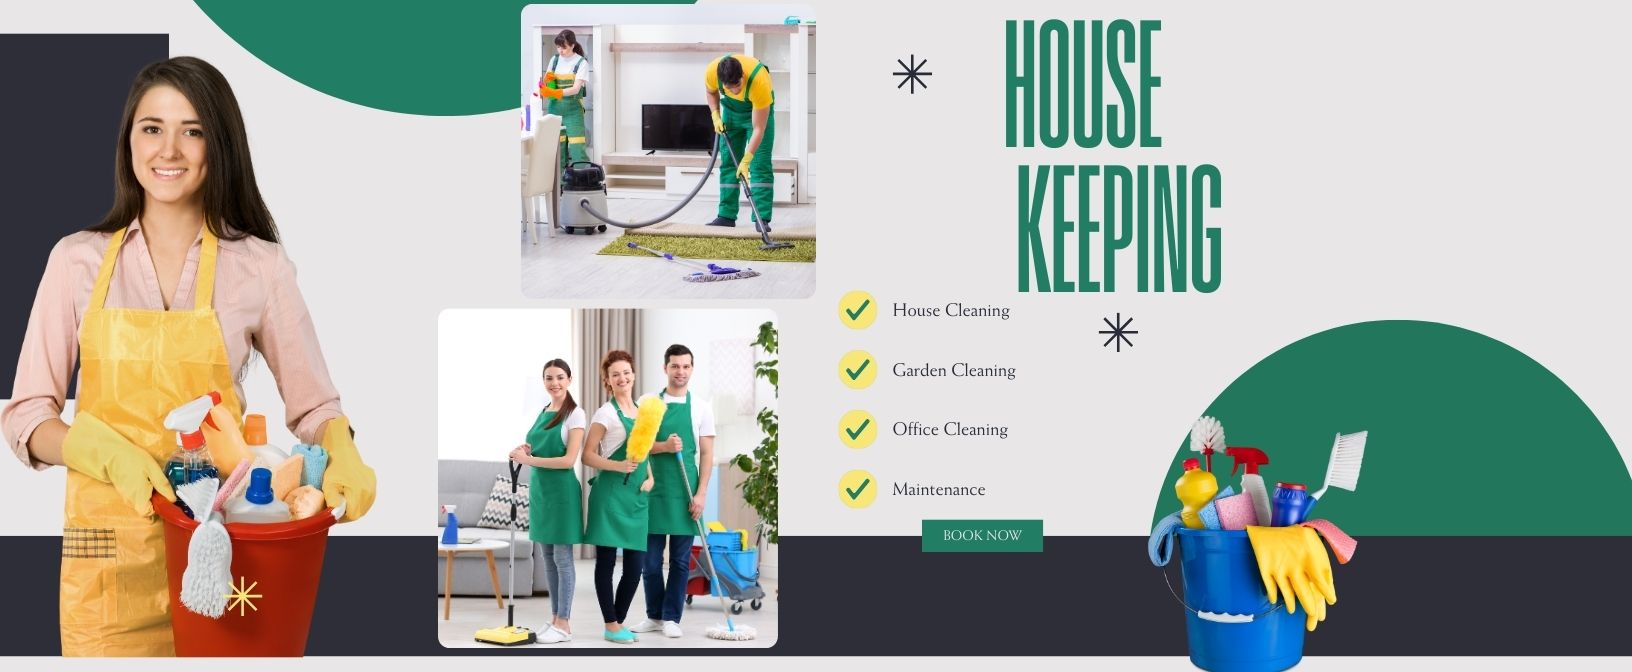 HOUSE
KEEPING
House Cleaning
Garden Cleaning
Office Cleaning
Maintenance
BOOK NOW